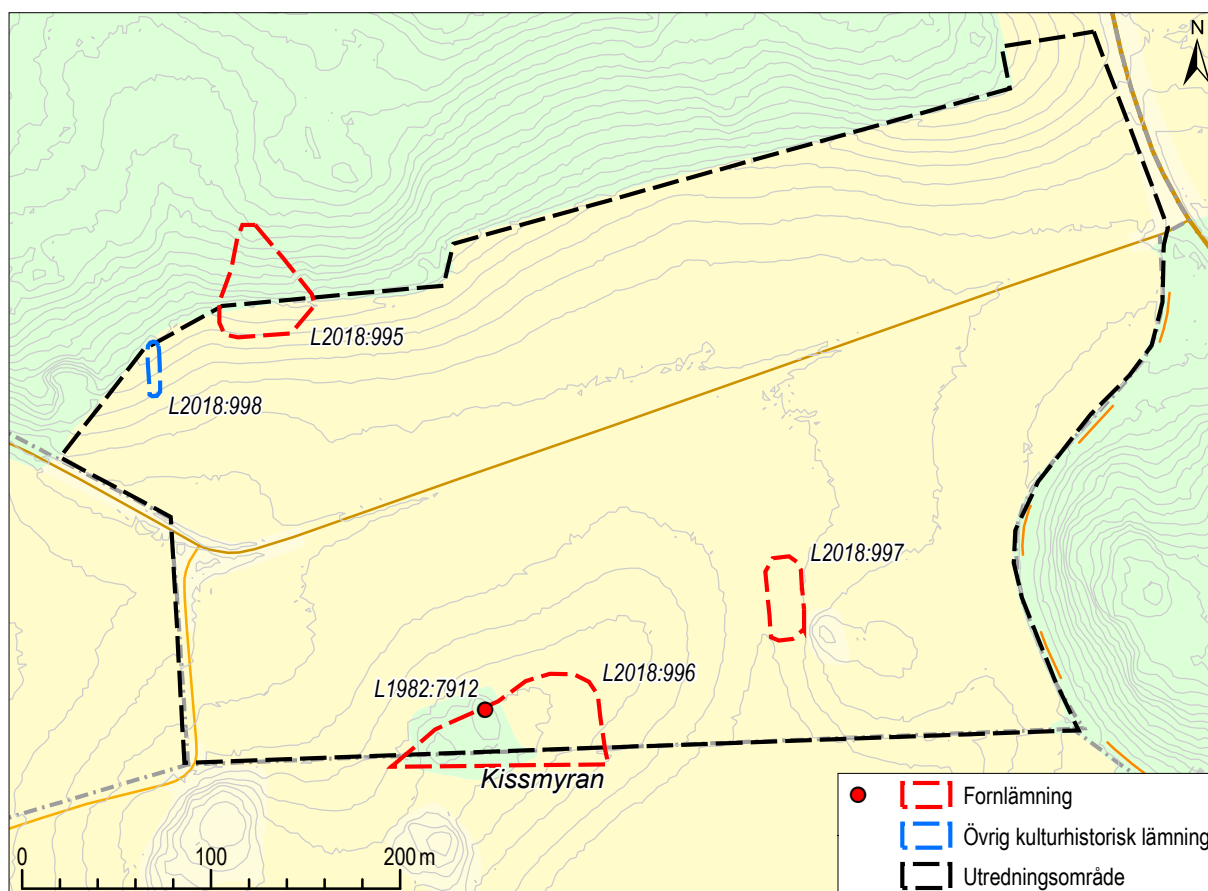 N
L2018:995
L2018:998
L2018:997
L2018:996
L1982:7912
Kissmyran
Fornlämning
Övrig kulturhistorisk lämning
Utredningsområde
0 100 200 m